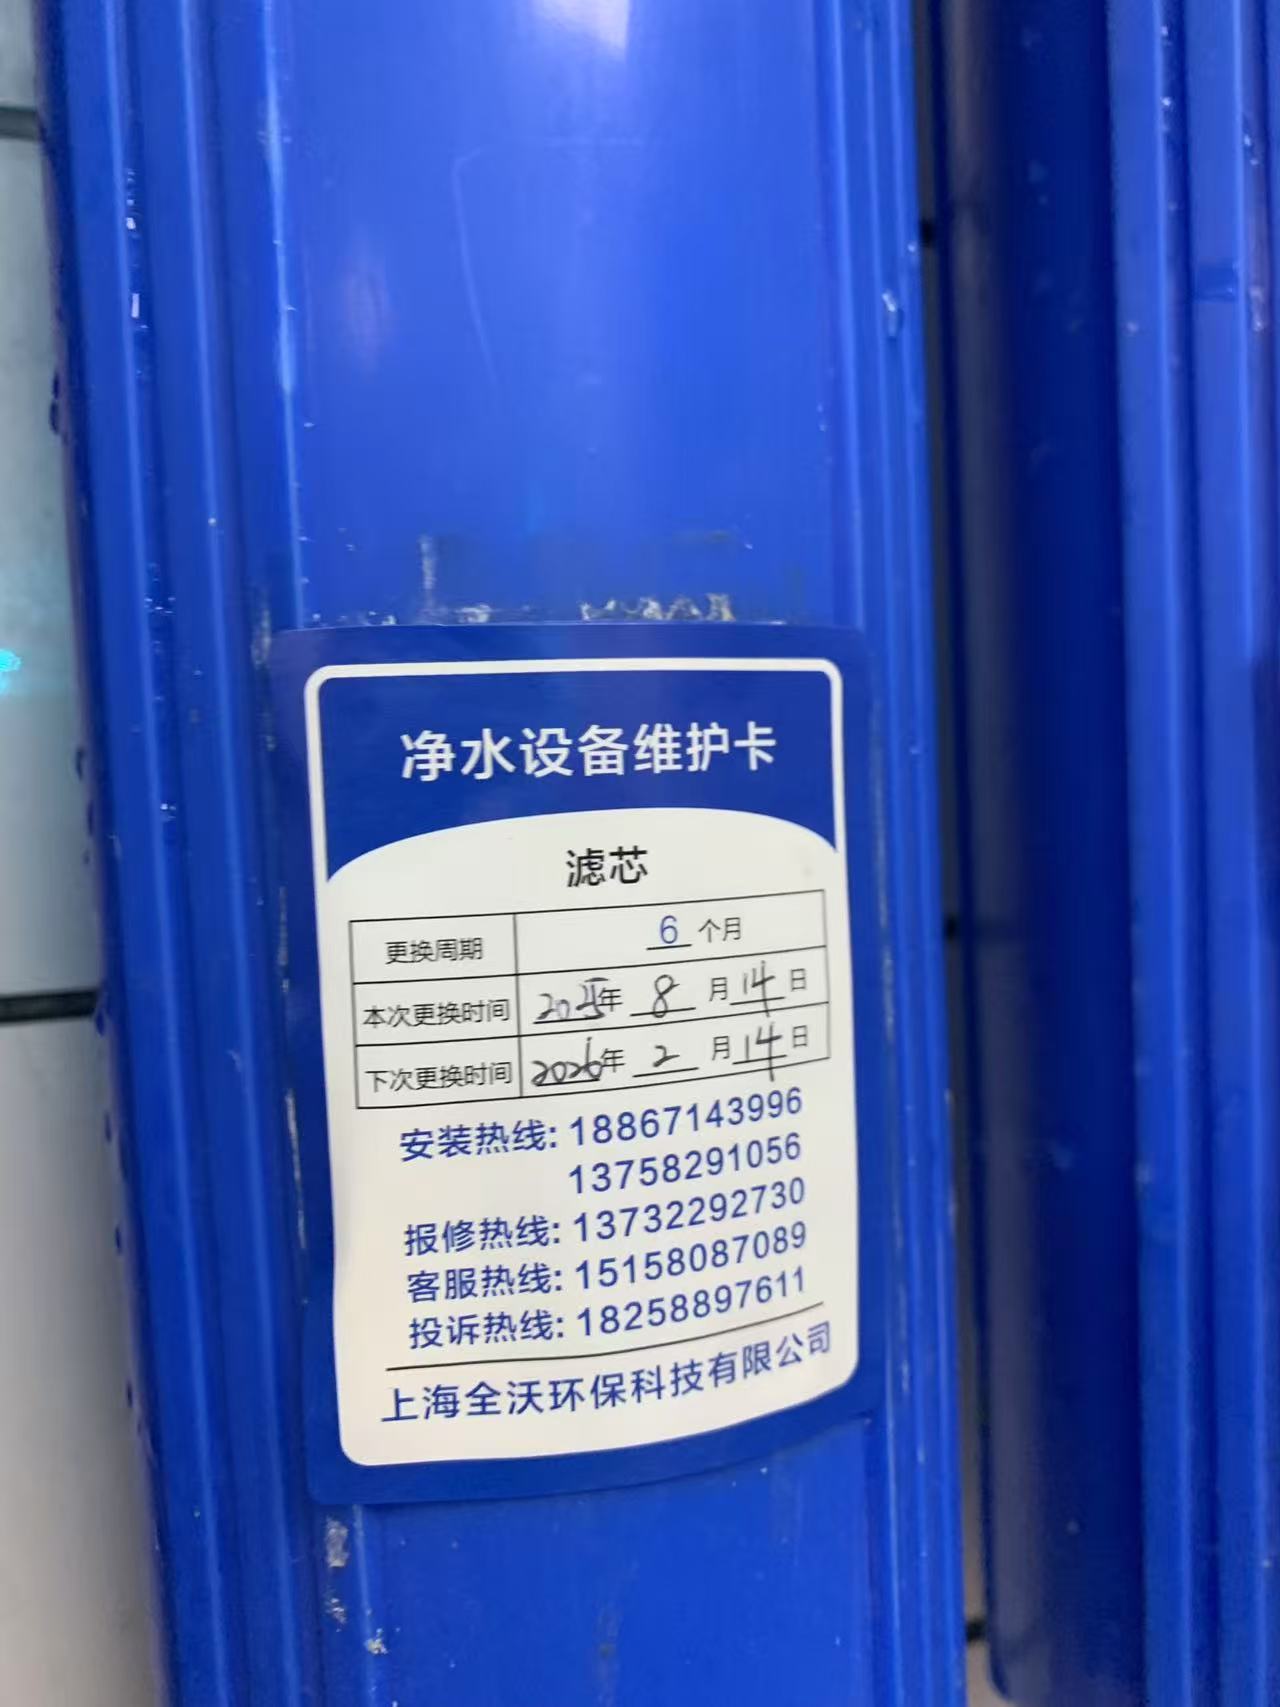 净水设备维护卡
滤芯
更换周期 6 个月
本次更换时间 2025年 8 月 14 日
下次更换时间 2026年 2 月 14 日
安装热线: 18867143996
13758291056
报修热线: 13732292730
客服热线: 15158087089
投诉热线: 18258897611
上海全沃环保科技有限公司